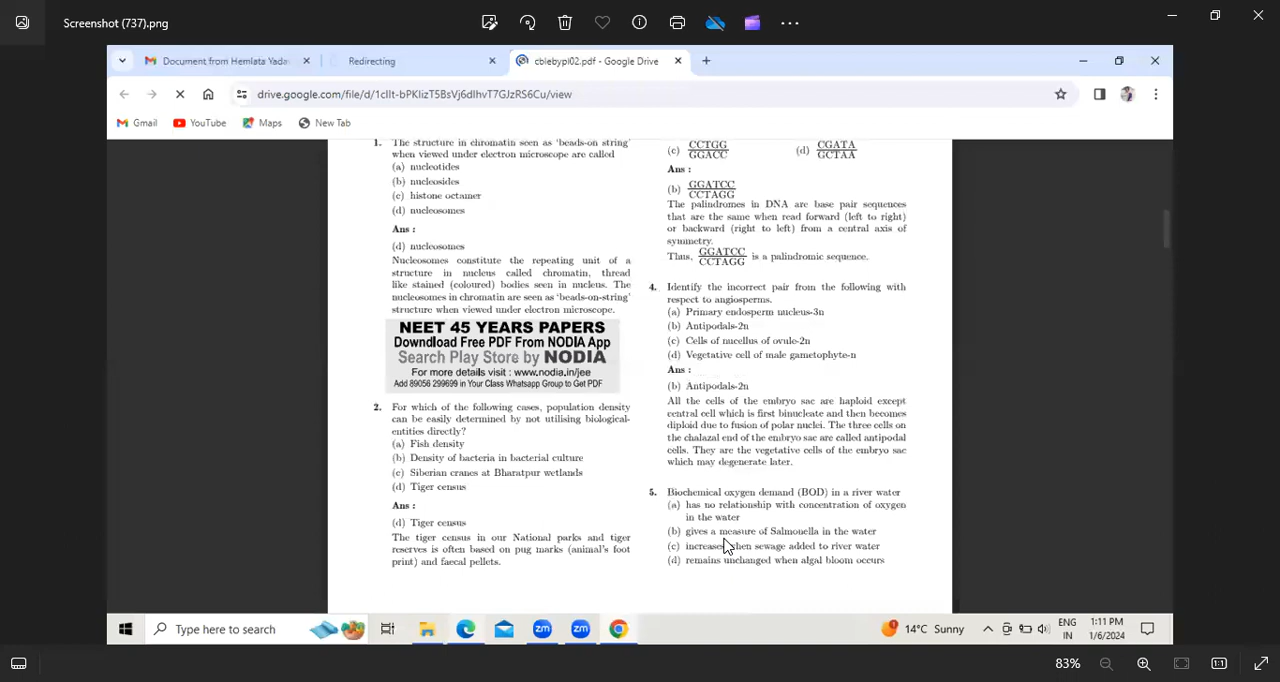 Screenshot (737).png
Document from Hemlata Yadav
Redirecting
cblebypl02.pdf - Google Drive
drive.google.com/file/d/1cIIt-bPKlizT5BsVj6dlhvT7GJzRS6Cu/view
Gmail YouTube Maps New Tab
1. The structure in chromatin seen as 'beads-on string'
when viewed under electron microscope are called
(a) nucleotides
(b) nucleosides
(c) histone octamer
(d) nucleosomes
Ans :
(d) nucleosomes
Nucleosomes constitute the repeating unit of a
structure in nucleus called chromatin, thread
like stained (coloured) bodies seen in nucleus. The
nucleosomes in chromatin are seen as 'beads-on-string'
structure when viewed under electron microscope.
NEET 45 YEARS PAPERS
Downdload Free PDF From NODIA App
Search Play Store by NODIA
For more details visit : www.nodia.in/jee
Add 89056 299699 in Your Class Whatsapp Group to Get PDF
2. For which of the following cases, population density
can be easily determined by not utilising biological-
entities directly?
(a) Fish density
(b) Density of bacteria in bacterial culture
(c) Siberian cranes at Bharatpur wetlands
(d) Tiger census
Ans :
(d) Tiger census
The tiger census in our National parks and tiger
reserves is often based on pug marks (animal's foot
print) and faecal pellets.
(c) CCTGG
GGACC
(d) CGATA
GCTAA
Ans :
(b) GGATCC
CCTAGG
The palindromes in DNA are base pair sequences
that are the same when read forward (left to right)
or backward (right to left) from a central axis of
symmetry.
Thus, GGATCC
CCTAGG is a palindromic sequence.
4. Identify the incorrect pair from the following with
respect to angiosperms.
(a) Primary endosperm nucleus-3n
(b) Antipodals-2n
(c) Cells of nucellus of ovule-2n
(d) Vegetative cell of male gametophyte-n
Ans :
(b) Antipodals-2n
All the cells of the embryo sac are haploid except
central cell which is first binucleate and then becomes
diploid due to fusion of polar nuclei. The three cells on
the chalazal end of the embryo sac are called antipodal
cells. They are the vegetative cells of the embryo sac
which may degenerate later.
5. Biochemical oxygen demand (BOD) in a river water
(a) has no relationship with concentration of oxygen
in the water
(b) gives a measure of Salmonella in the water
(c) increases when sewage added to river water
(d) remains unchanged when algal bloom occurs
Type here to search
zm zm
14°C Sunny
ENG
IN
1:11 PM
1/6/2024
83%
1:1